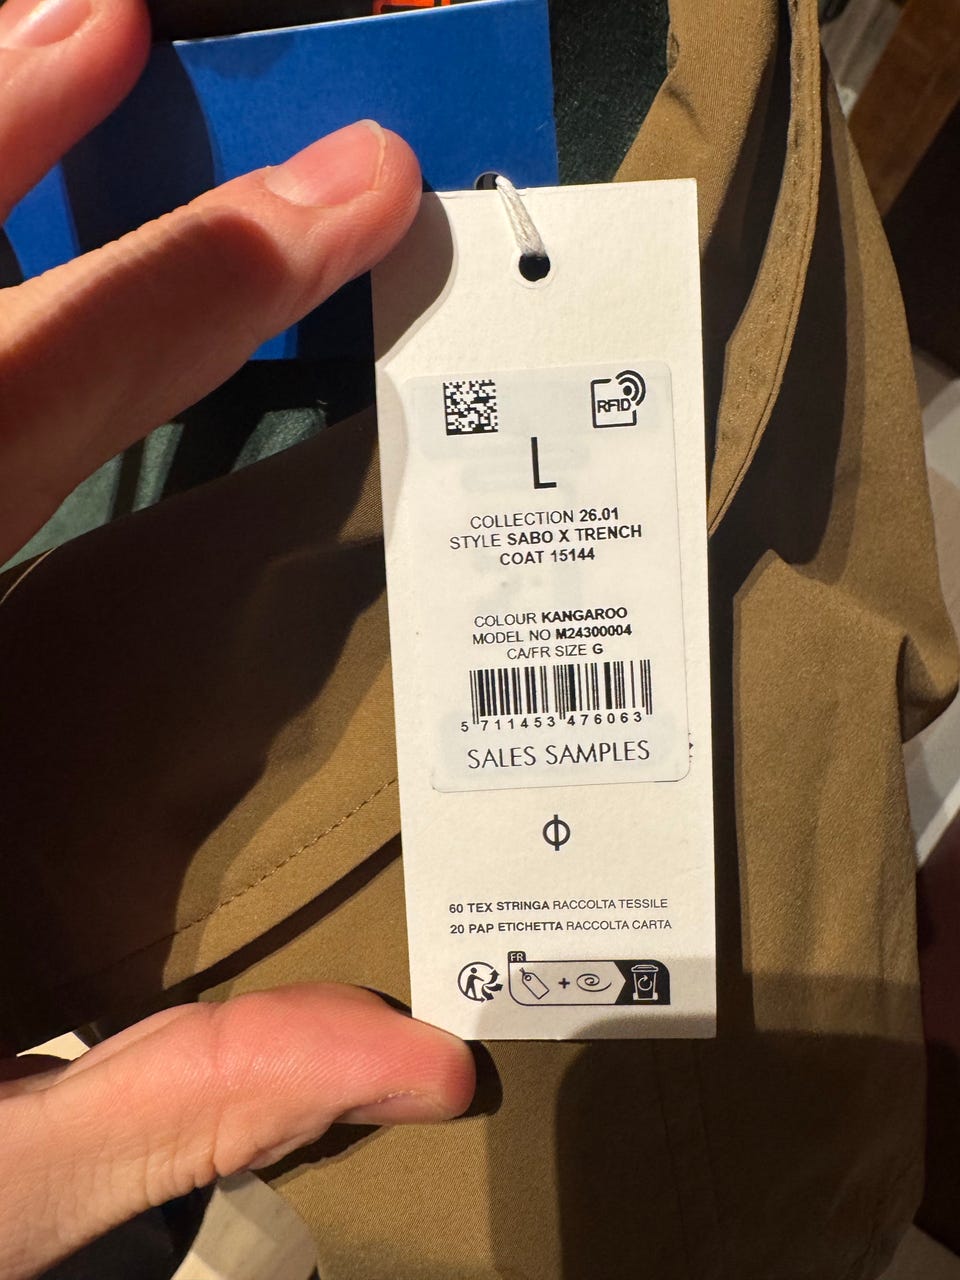 RFID
L
COLLECTION 26.01
STYLE SABO X TRENCH
COAT 15144
COLOUR KANGAROO
MODEL NO M24300004
CA/FR SIZE G
5 711453 476063
SALES SAMPLES
60 TEX STRINGA RACCOLTA TESSILE
20 PAP ETICHETTA RACCOLTA CARTA
FR
+